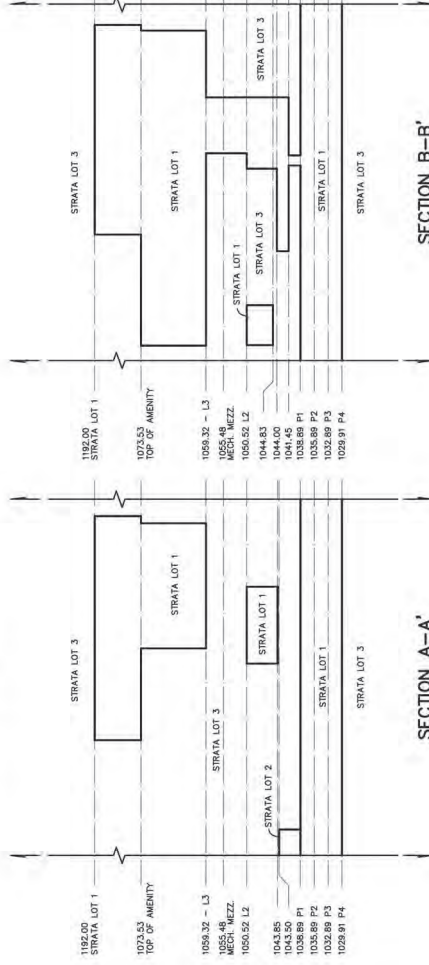 STRATA LOT 3
1192.00
STRATA LOT 1
1073.53
TOP OF AMENITY
STRATA LOT 1
1059.32 - L3
STRATA LOT 3
1055.48
MECH. MEZZ.
1050.52 L2
STRATA LOT 1
STRATA LOT 2
1043.85
1043.50
1038.89 P1
1035.89 P2
STRATA LOT 1
1032.89 P3
1029.91 P4
STRATA LOT 3
SECTION A-A'
STRATA LOT 3
1192.00
STRATA LOT 1
1073.53
TOP OF AMENITY
STRATA LOT 1
1059.32 - L3
1055.48
MECH. MEZZ.
STRATA LOT 1
STRATA LOT 3
1050.52 L2
STRATA LOT 3
1044.83
1044.00
1041.45
1038.89 P1
1035.89 P2
STRATA LOT 1
1032.89 P3
1029.91 P4
STRATA LOT 3
SECTION B-B'